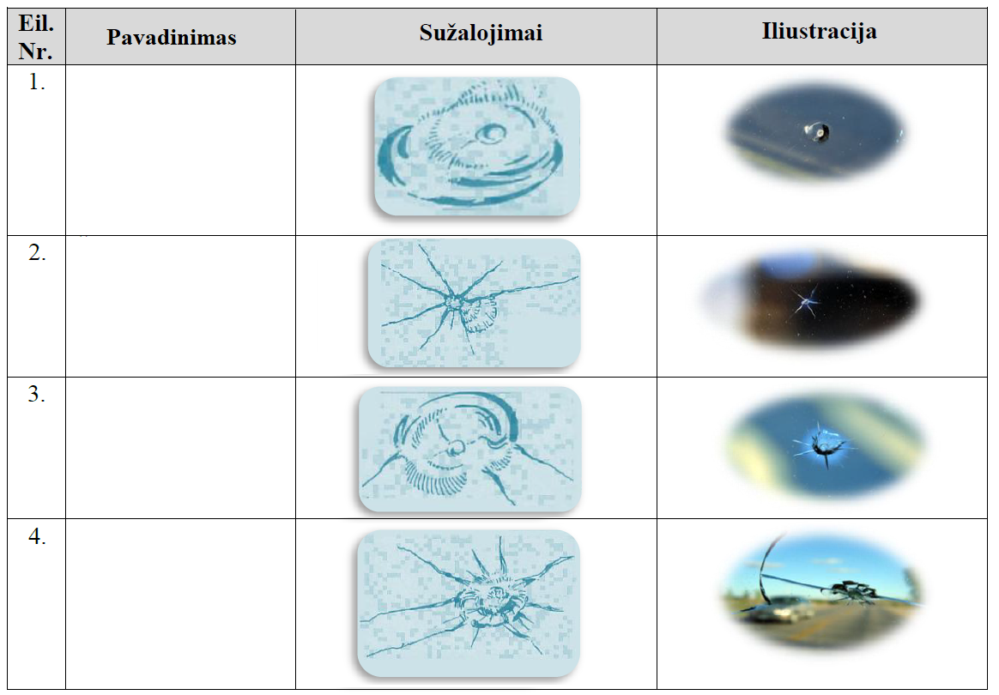 Eil.
Nr.
Pavadinimas
Sužalojimai
Iliustracija
1.
2.
3.
4.